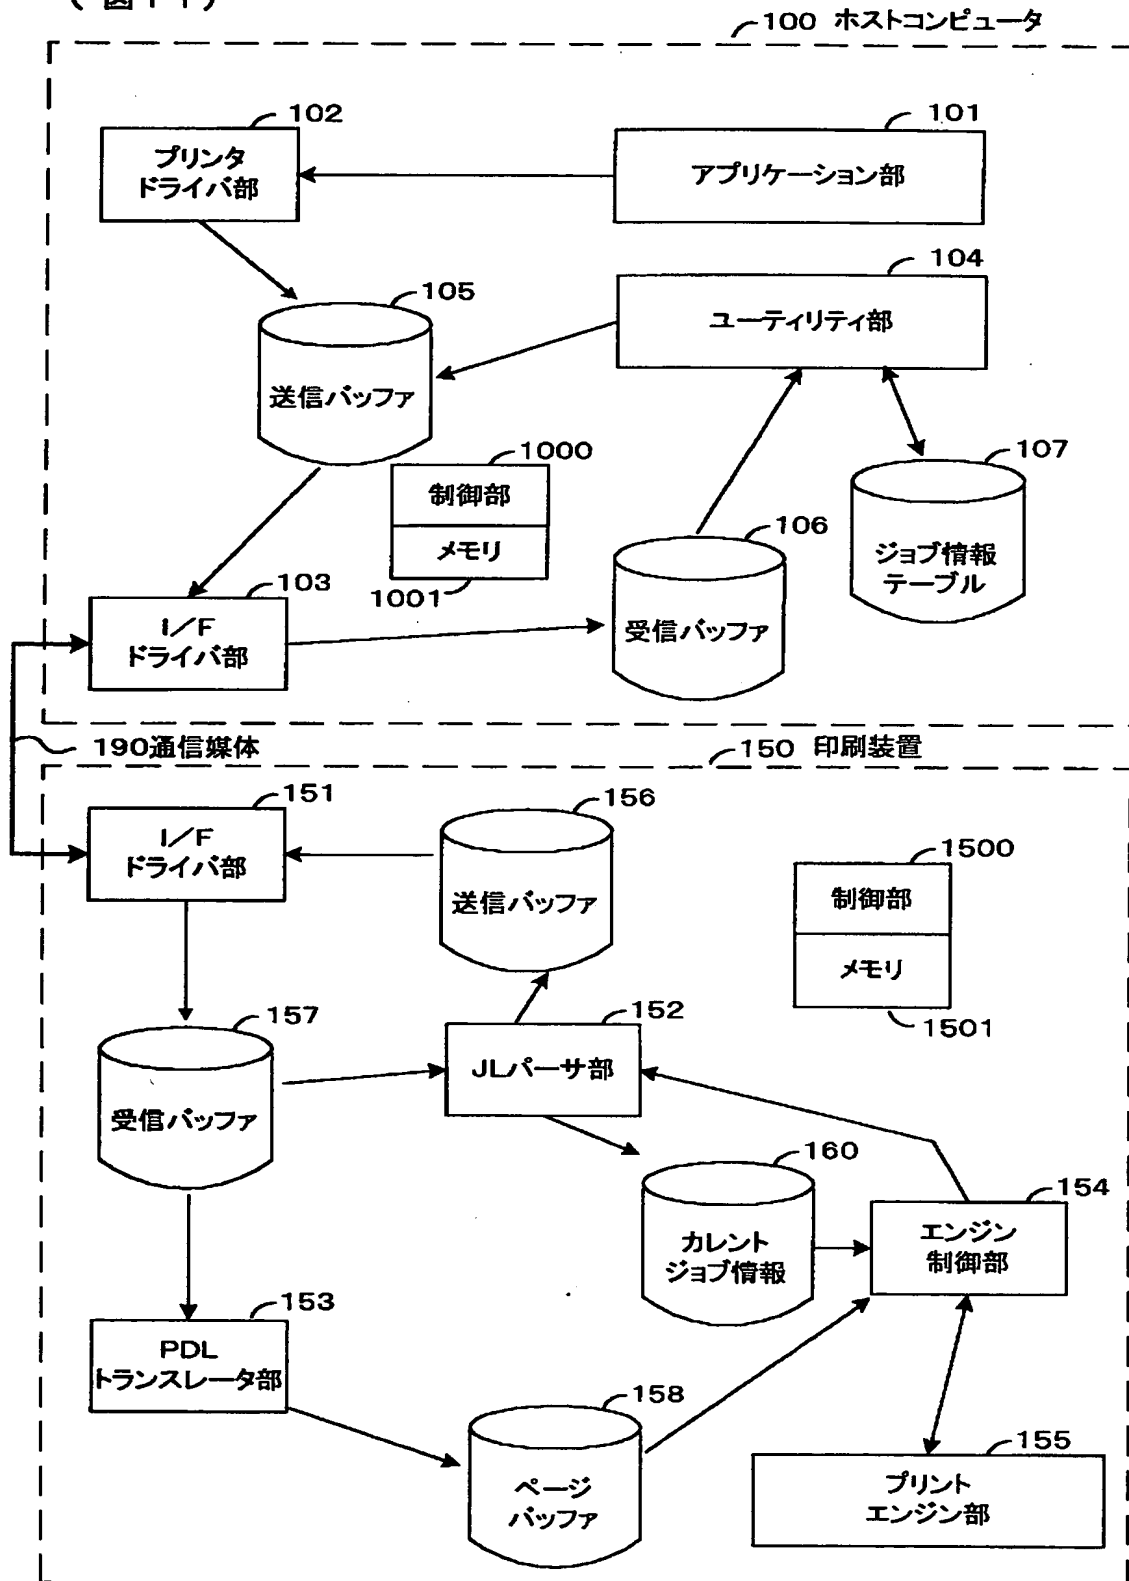 (図11)
100 ホストコンピュータ
102
プリンタ
ドライバ部
101
アプリケーション部
104
ユーティリティ部
105
送信バッファ
1000
制御部
メモリ
1001
107
ジョブ情報
テーブル
106
受信バッファ
103
I/F
ドライバ部
190通信媒体
150 印刷装置
151
I/F
ドライバ部
156
送信バッファ
1500
制御部
メモリ
1501
157
受信バッファ
152
JLパーサ部
160
カレント
ジョブ情報
154
エンジン
制御部
153
PDL
トランスレータ部
158
ページ
バッファ
155
プリント
エンジン部